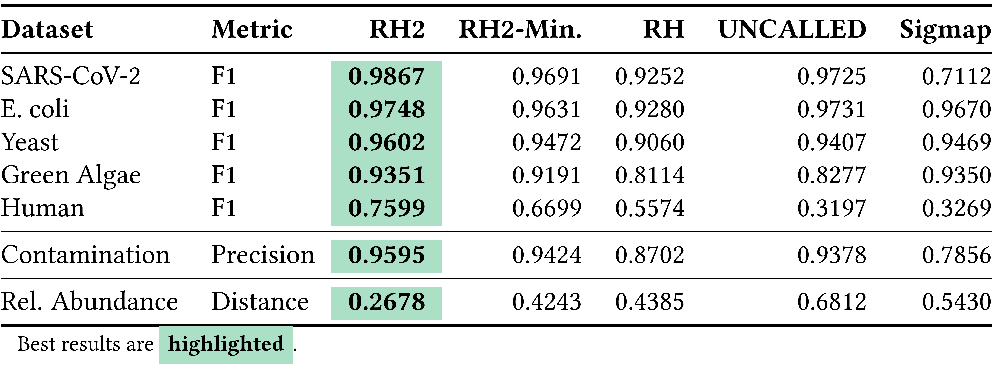 Dataset Metric RH2 RH2-Min. RH UNCALLED Sigmap
SARS-CoV-2 F1 0.9867 0.9691 0.9252 0.9725 0.7112
E. coli F1 0.9748 0.9631 0.9280 0.9731 0.9670
Yeast F1 0.9602 0.9472 0.9060 0.9407 0.9469
Green Algae F1 0.9351 0.9191 0.8114 0.8277 0.9350
Human F1 0.7599 0.6699 0.5574 0.3197 0.3269
Contamination Precision 0.9595 0.9424 0.8702 0.9378 0.7856
Rel. Abundance Distance 0.2678 0.4243 0.4385 0.6812 0.5430
Best results are highlighted.